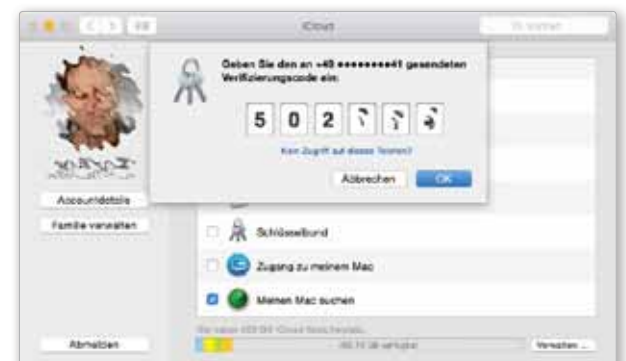 iCloud
Geben Sie den an +49 ●●●●●●●●●41 gesendeten
Verifizierungscode ein:
5 0 2
Kein Zugriff auf dieses Telefon?
Abbrechen OK
Accountdetails
Familie verwalten
Schlüsselbund
Zugang zu meinem Mac
Meinen Mac suchen
Abmelden
Verwalten ...